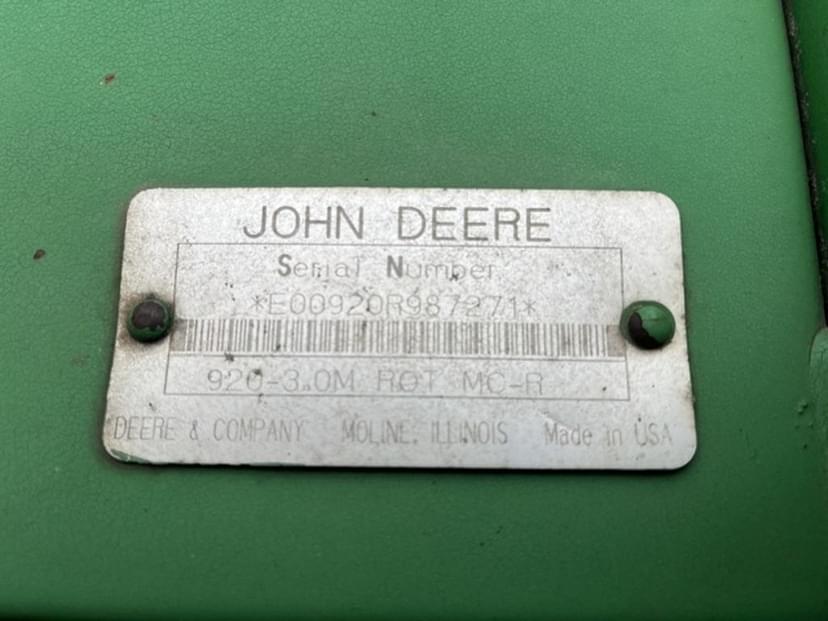 JOHN DEERE
Serial Number
*E00920R987271*
920-3.0M ROT MC-R
DEERE & COMPANY MOLINE, ILLINOIS Made in USA